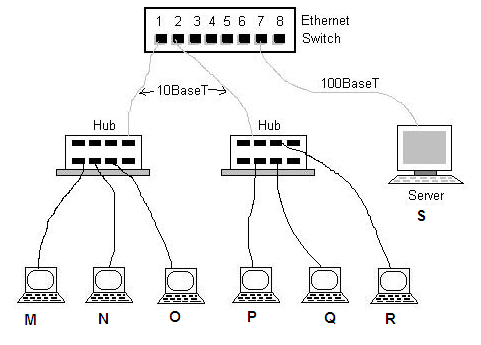 1 2 3 4 5 6 7 8 Ethernet
Switch
10BaseT
100BaseT
Hub Hub
Server
S
M N O P Q R